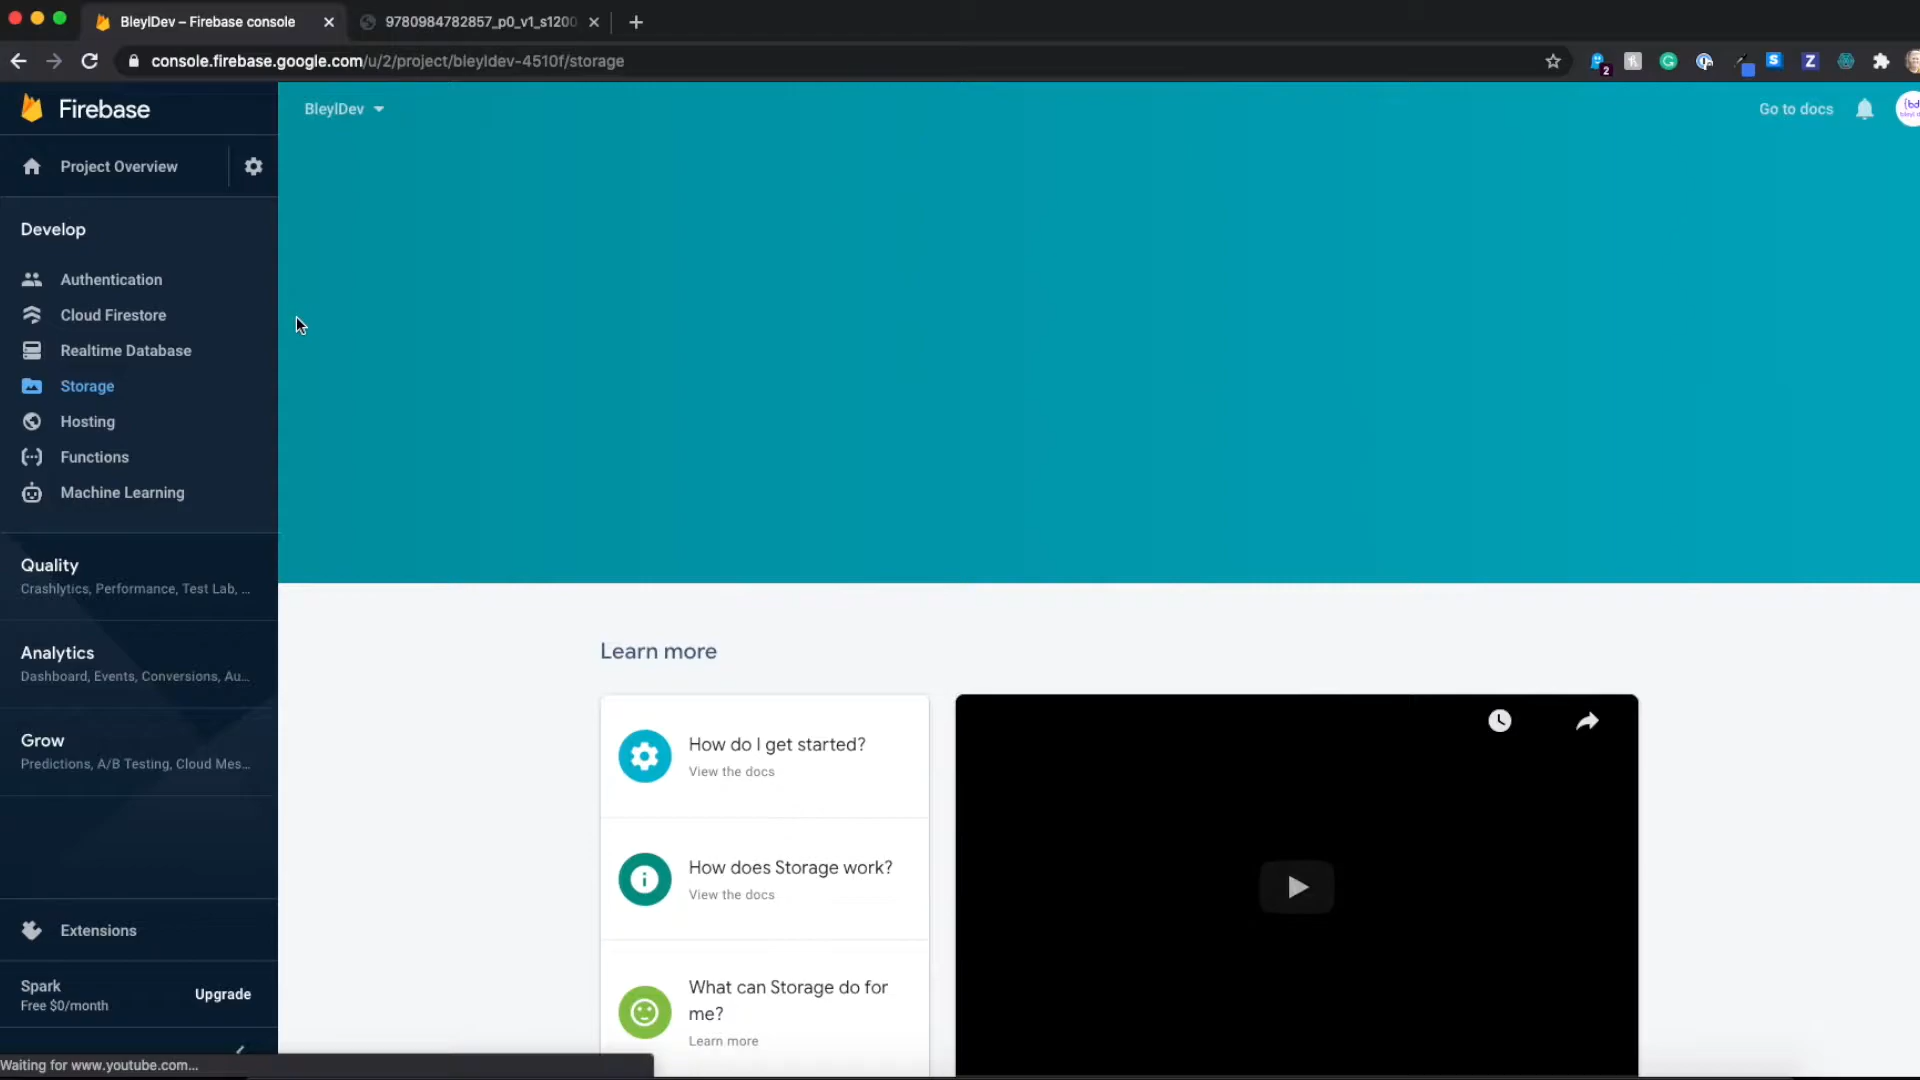 BleylDev – Firebase console
9780984782857_p0_v1_s1200
console.firebase.google.com/u/2/project/bleyldev-4510f/storage
2
Firebase
BleylDev
Go to docs
Project Overview
Develop
Authentication
Cloud Firestore
Realtime Database
Storage
Hosting
Functions
Machine Learning
Quality
Crashlytics, Performance, Test Lab, ...
Analytics
Dashboard, Events, Conversions, Au...
Grow
Predictions, A/B Testing, Cloud Mes...
Extensions
Spark
Free $0/month
Upgrade
Learn more
How do I get started?
View the docs
How does Storage work?
View the docs
What can Storage do for
me?
Learn more
Waiting for www.youtube.com...